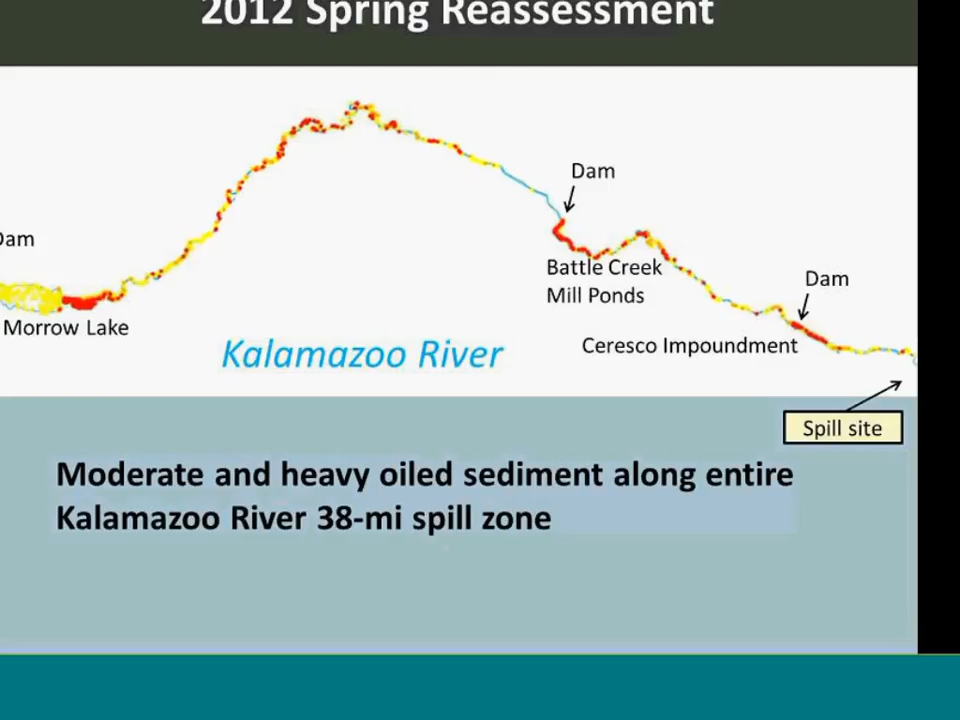 2012 Spring Reassessment
Dam
Dam
Battle Creek
Mill Ponds
Dam
Morrow Lake
Kalamazoo River
Ceresco Impoundment
Spill site
Moderate and heavy oiled sediment along entire
Kalamazoo River 38-mi spill zone